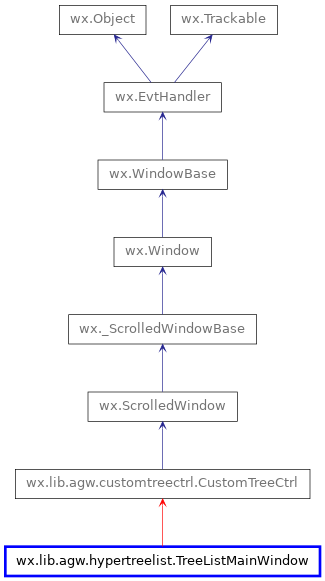 wx.Object
wx.Trackable
wx.EvtHandler
wx.WindowBase
wx.Window
wx._ScrolledWindowBase
wx.ScrolledWindow
wx.lib.agw.customtreectrl.CustomTreeCtrl
wx.lib.agw.hypertreelist.TreeListMainWindow